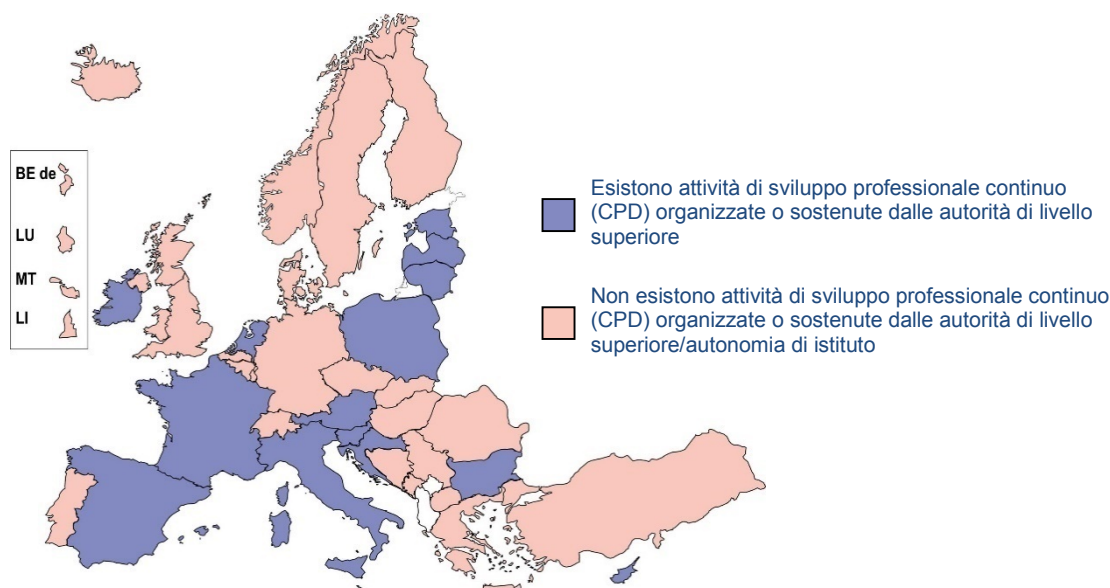 BE de
LU
MT
LI
Esistono attività di sviluppo professionale continuo
(CPD) organizzate o sostenute dalle autorità di livello
superiore
Non esistono attività di sviluppo professionale continuo
(CPD) organizzate o sostenute dalle autorità di livello
superiore/autonomia di istituto